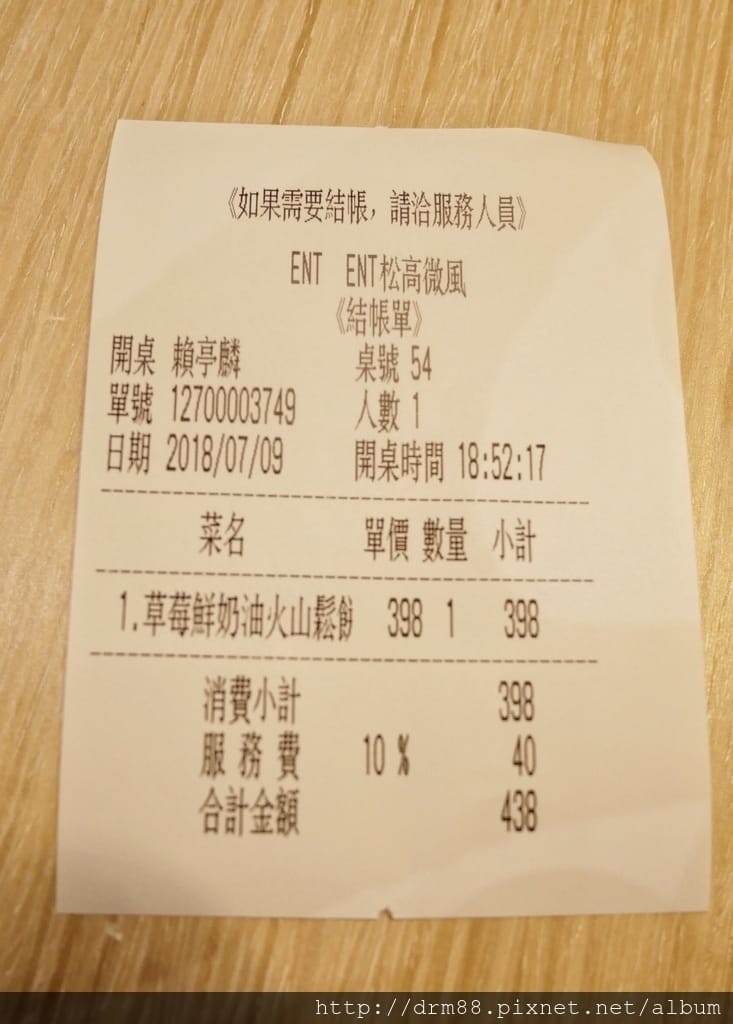 《如果需要結帳，請洽服務人員》
ENT ENT松高微風
《結帳單》
開桌 賴亭麟 桌號 54
單號 12700003749 人數 1
日期 2018/07/09 開桌時間 18:52:17
菜名 單價 數量 小計
1.草莓鮮奶油火山鬆餅 398 1 398
消費小計 398
服務費 10 % 40
合計金額 438
http://drm88.pixnet.net/album